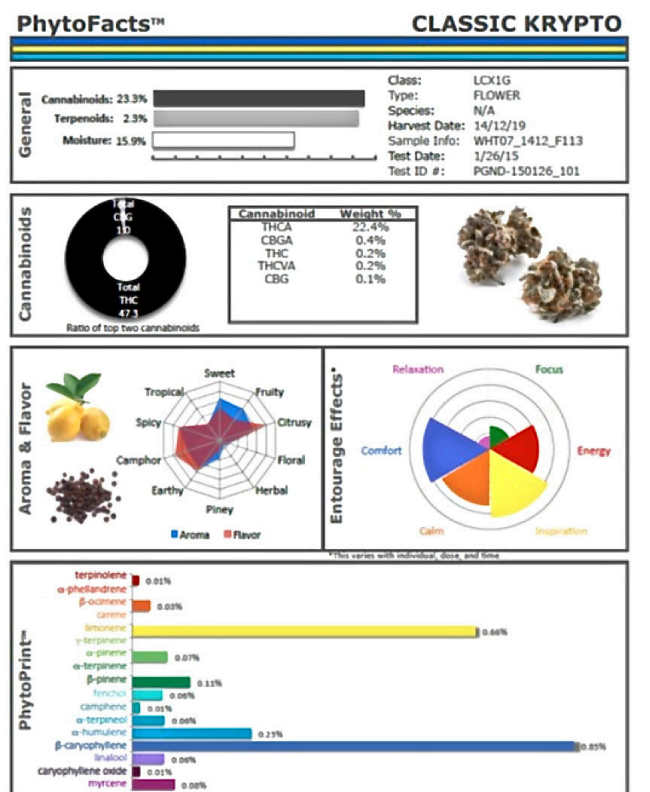 PhytoFacts™ CLASSIC KRYPTO
General
Cannabinoids: 23.3%
Terpenoids: 2.3%
Moisture: 15.9%
Class: LCX1G
Type: FLOWER
Species: N/A
Harvest Date: 14/12/19
Sample Info: WHT07_1412_F113
Test Date: 1/26/15
Test ID #: PGND-150126_101
Cannabinoids
Total
CBG
1.0
Total
THC
47.3
Ratio of top two cannabinoids
Cannabinoid Weight %
THCA 22.4%
CBGA 0.4%
THC 0.2%
THCVA 0.2%
CBG 0.1%
Aroma & Flavor
Sweet
Fruity
Citrusy
Floral
Herbal
Piney
Earthy
Camphor
Spicy
Tropical
Aroma Flavor
Entourage Effects*
Relaxation
Focus
Comfort
Energy
Calm
Inspiration
*This varies with individual, dose, and time
PhytoPrint™
terpinolene 0.01%
α-phellandrene
β-ocimene 0.03%
carene
limonene 0.66%
γ-terpinene
α-pinene 0.07%
α-terpinene
β-pinene 0.11%
fenchol 0.06%
camphene 0.01%
α-terpineol 0.06%
α-humulene 0.23%
β-caryophyllene 0.85%
linalool 0.06%
caryophyllene oxide 0.01%
myrcene 0.08%